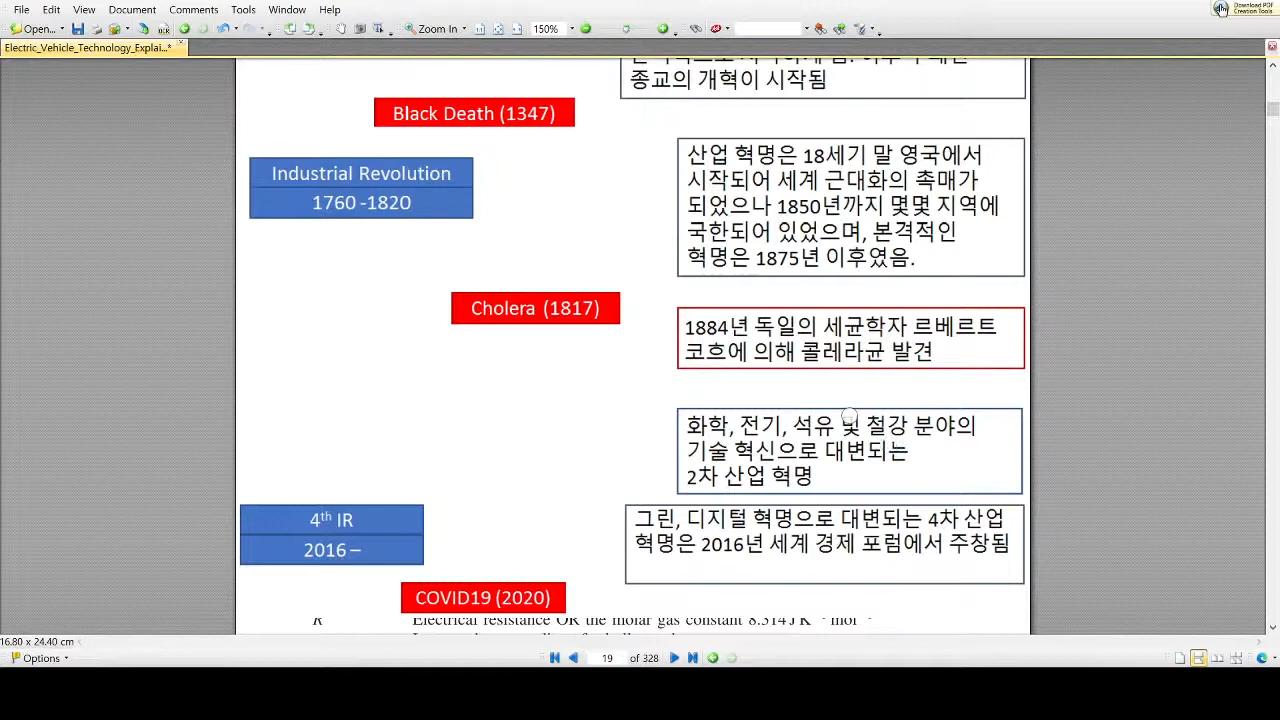 File Edit View Document Comments Tools Window Help
Download PDF
Creation Tools
Open... Zoom In 150%
Electric_Vehicle_Technology_Explai..*
종교의 개혁이 시작됨
Black Death (1347)
Industrial Revolution
1760 -1820
산업 혁명은 18세기 말 영국에서
시작되어 세계 근대화의 촉매가
되었으나 1850년까지 몇몇 지역에
국한되어 있었으며, 본격적인
혁명은 1875년 이후였음.
Cholera (1817)
1884년 독일의 세균학자 르베르트
코흐에 의해 콜레라균 발견
화학, 전기, 석유 및 철강 분야의
기술 혁신으로 대변되는
2차 산업 혁명
4th IR
2016 –
그린, 디지털 혁명으로 대변되는 4차 산업
혁명은 2016년 세계 경제 포럼에서 주창됨
COVID19 (2020)
R Electrical resistance OR the molar gas constant 8.314 J K⁻¹ mol⁻¹
16.80 x 24.40 cm
Options 19 of 328